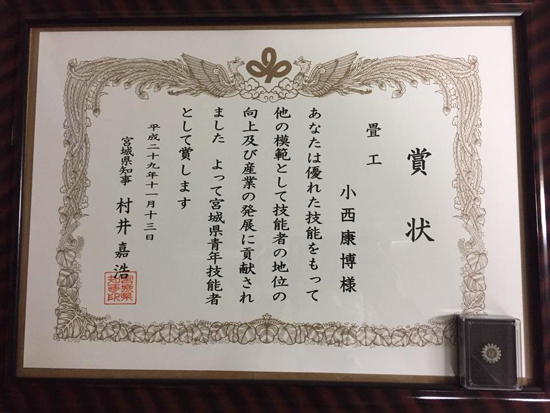 賞状
畳工　小西康博様
あなたは優れた技能をもって
他の模範として技能者の地位の
向上及び産業の発展に貢献され
ました　よって宮城県青年技能者
として賞します
平成二十九年十一月十三日
宮城県知事　村井嘉浩